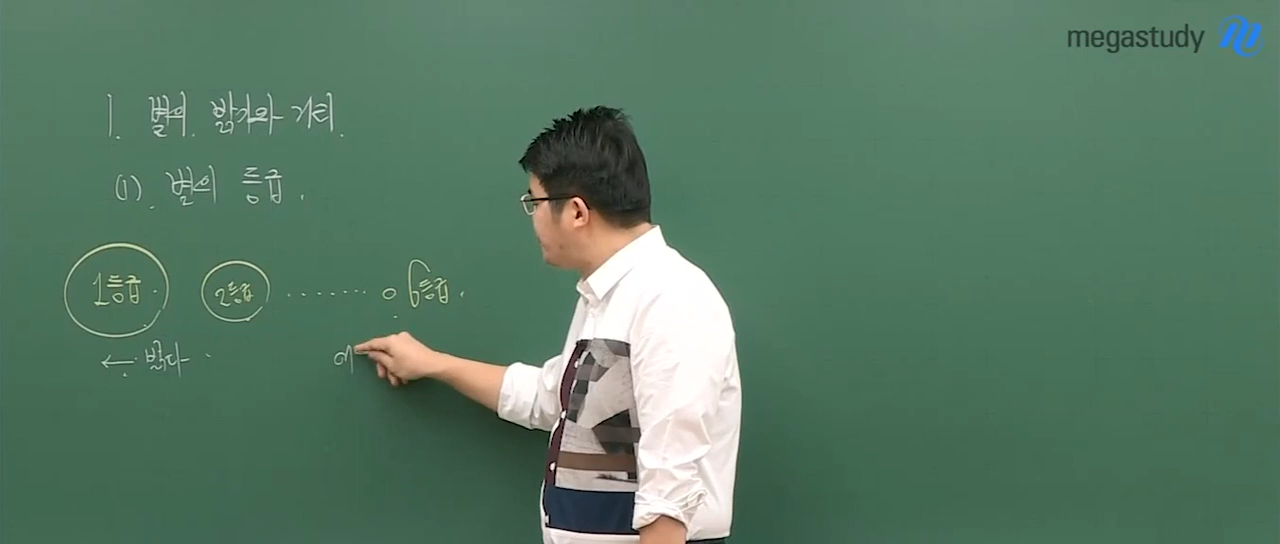 megastudy
1. 별의 밝기와 거리.
(1). 별의 등급.
1등급. 2등급 ....... 6등급.
← 밝다. 어